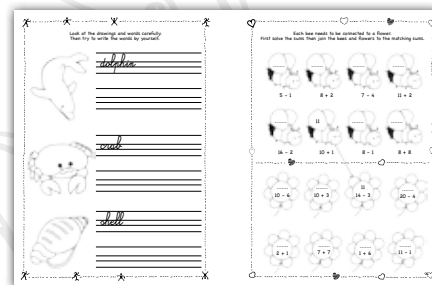 Look at the drawings and words carefully.
Then try to write the words by yourself.
dolphin
crab
shell
Each bee needs to be connected to a flower.
First solve the sums then join the bees and flowers to the matching sums.
5 - 1 8 + 2 7 - 4 11 + 2
11
16 - 2 10 + 1 8 - 1 8 + 8
11
10 - 4 10 + 3 14 - 3 20 - 4
2 + 1 7 + 7 1 + 6 11 - 1